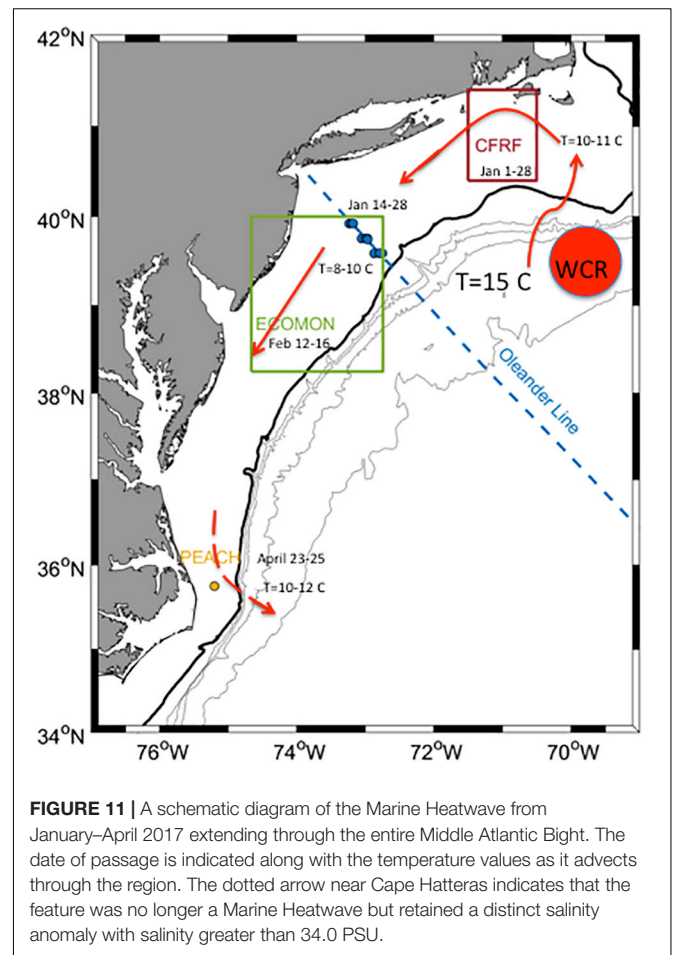 42°N
CFRF
T=10-11 C
Jan 1-28
40°N
Jan 14-28
T=8-10 C
WCR
T=15 C
ECOMON
Feb 12-16
Oleander Line
38°N
PEACH
April 23-25
36°N
T=10-12 C
34°N
76°W 74°W 72°W 70°W
FIGURE 11 | A schematic diagram of the Marine Heatwave from
January–April 2017 extending through the entire Middle Atlantic Bight. The
date of passage is indicated along with the temperature values as it advects
through the region. The dotted arrow near Cape Hatteras indicates that the
feature was no longer a Marine Heatwave but retained a distinct salinity
anomaly with salinity greater than 34.0 PSU.